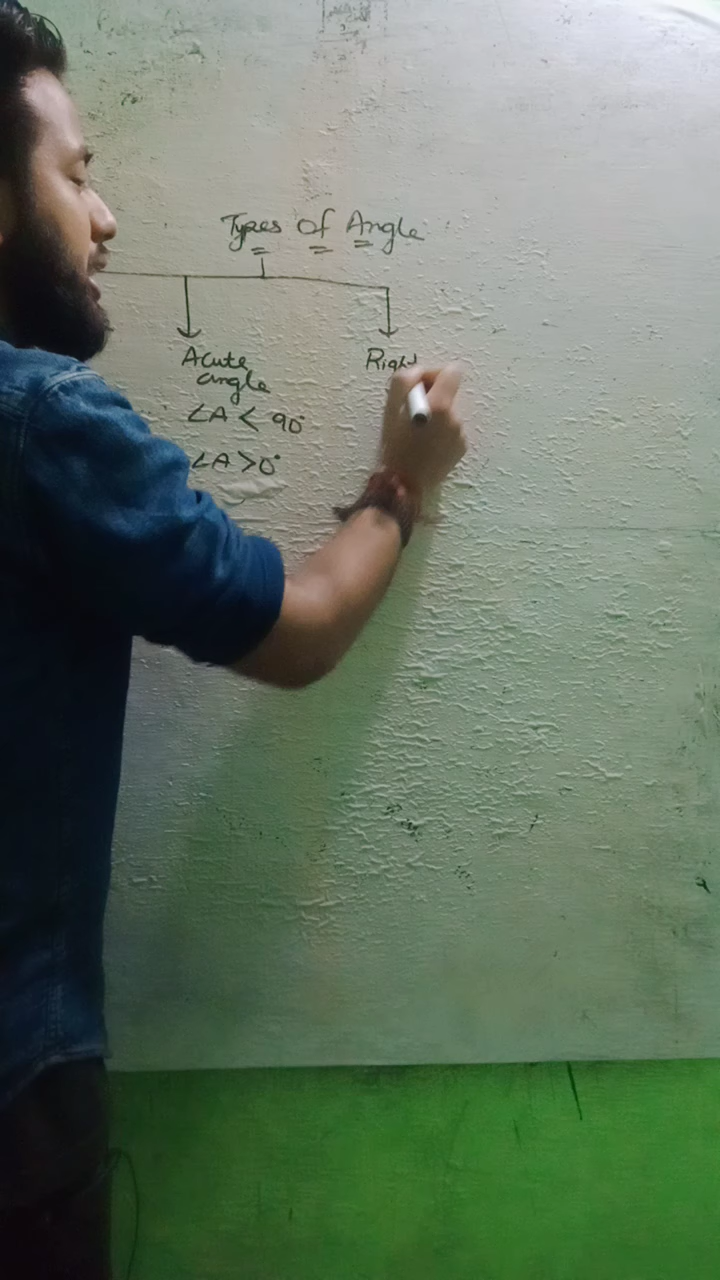 Types of Angle
Acute
angle
∠A < 90°
∠A > 0°
Right